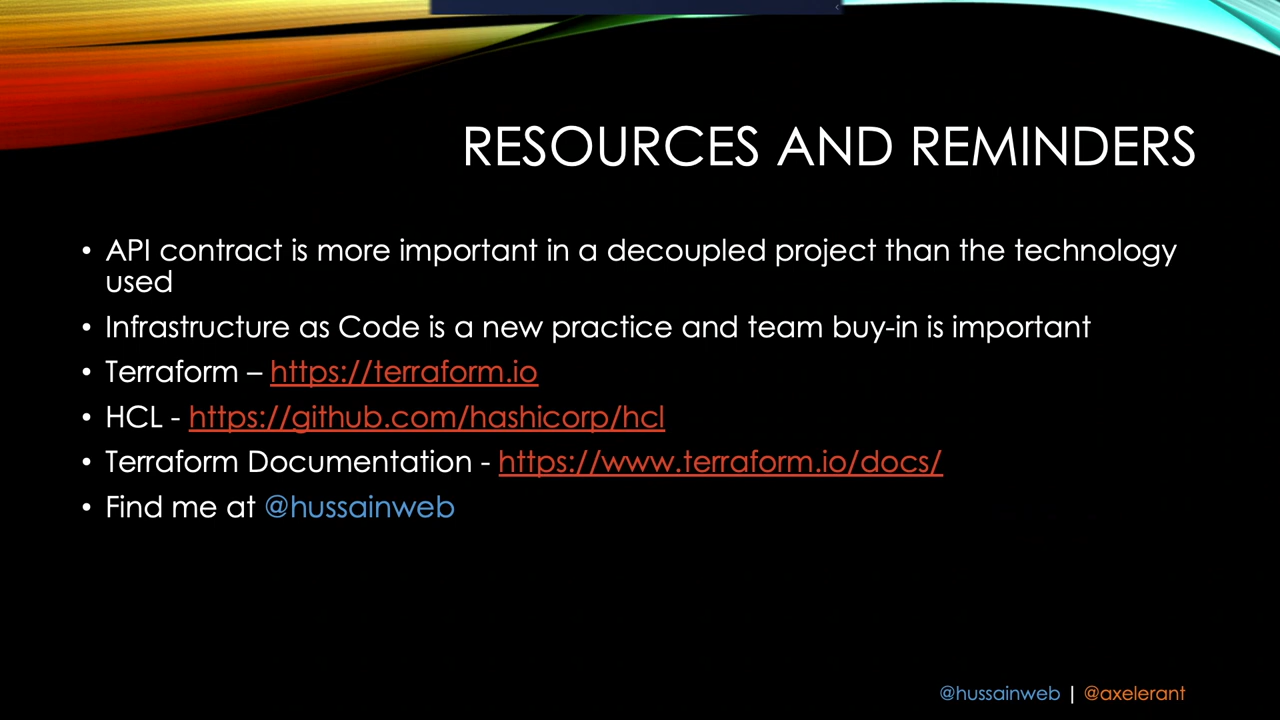 RESOURCES AND REMINDERS
• API contract is more important in a decoupled project than the technology
used
• Infrastructure as Code is a new practice and team buy-in is important
• Terraform – https://terraform.io
• HCL - https://github.com/hashicorp/hcl
• Terraform Documentation - https://www.terraform.io/docs/
• Find me at @hussainweb
@hussainweb | @axelerant